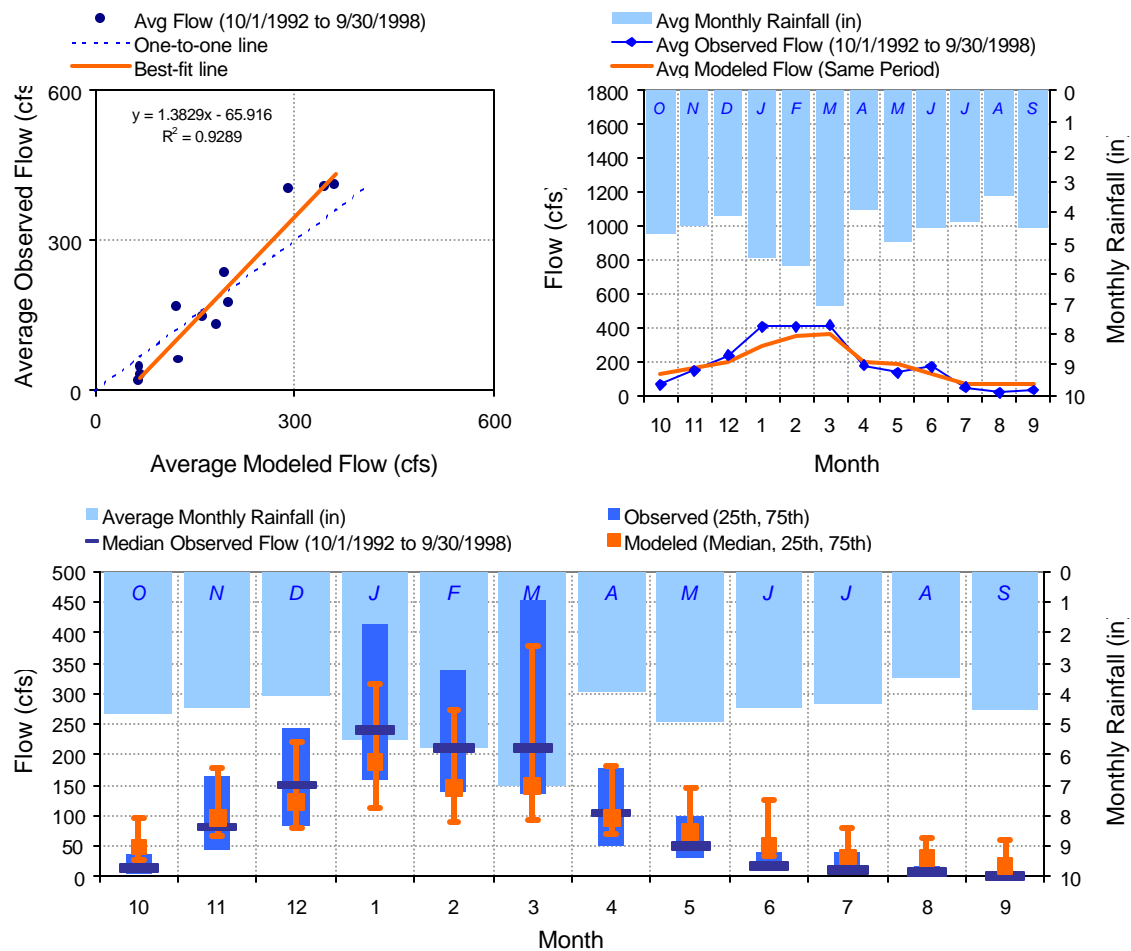 Avg Flow (10/1/1992 to 9/30/1998)
One-to-one line
Best-fit line
600
300
0
0
300
600
y = 1.3829x - 65.916
R2 = 0.9289
Average Observed Flow (cfs
Average Modeled Flow (cfs)
Avg Monthly Rainfall (in)
Avg Observed Flow (10/1/1992 to 9/30/1998)
Avg Modeled Flow (Same Period)
1800
1600
1400
1200
1000
800
600
400
200
0
O N D J F M A M J J A S
0
1
2
3
4
5
6
7
8
9
10
10 11 12 1 2 3 4 5 6 7 8 9
Flow (cfs)
Monthly Rainfall (in)
Month
Average Monthly Rainfall (in)
Median Observed Flow (10/1/1992 to 9/30/1998)
Observed (25th, 75th)
Modeled (Median, 25th, 75th)
500
450
400
350
300
250
200
150
100
50
0
O N D J F M A M J J A S
0
1
2
3
4
5
6
7
8
9
10
10 11 12 1 2 3 4 5 6 7 8 9
Flow (cfs)
Monthly Rainfall (in)
Month